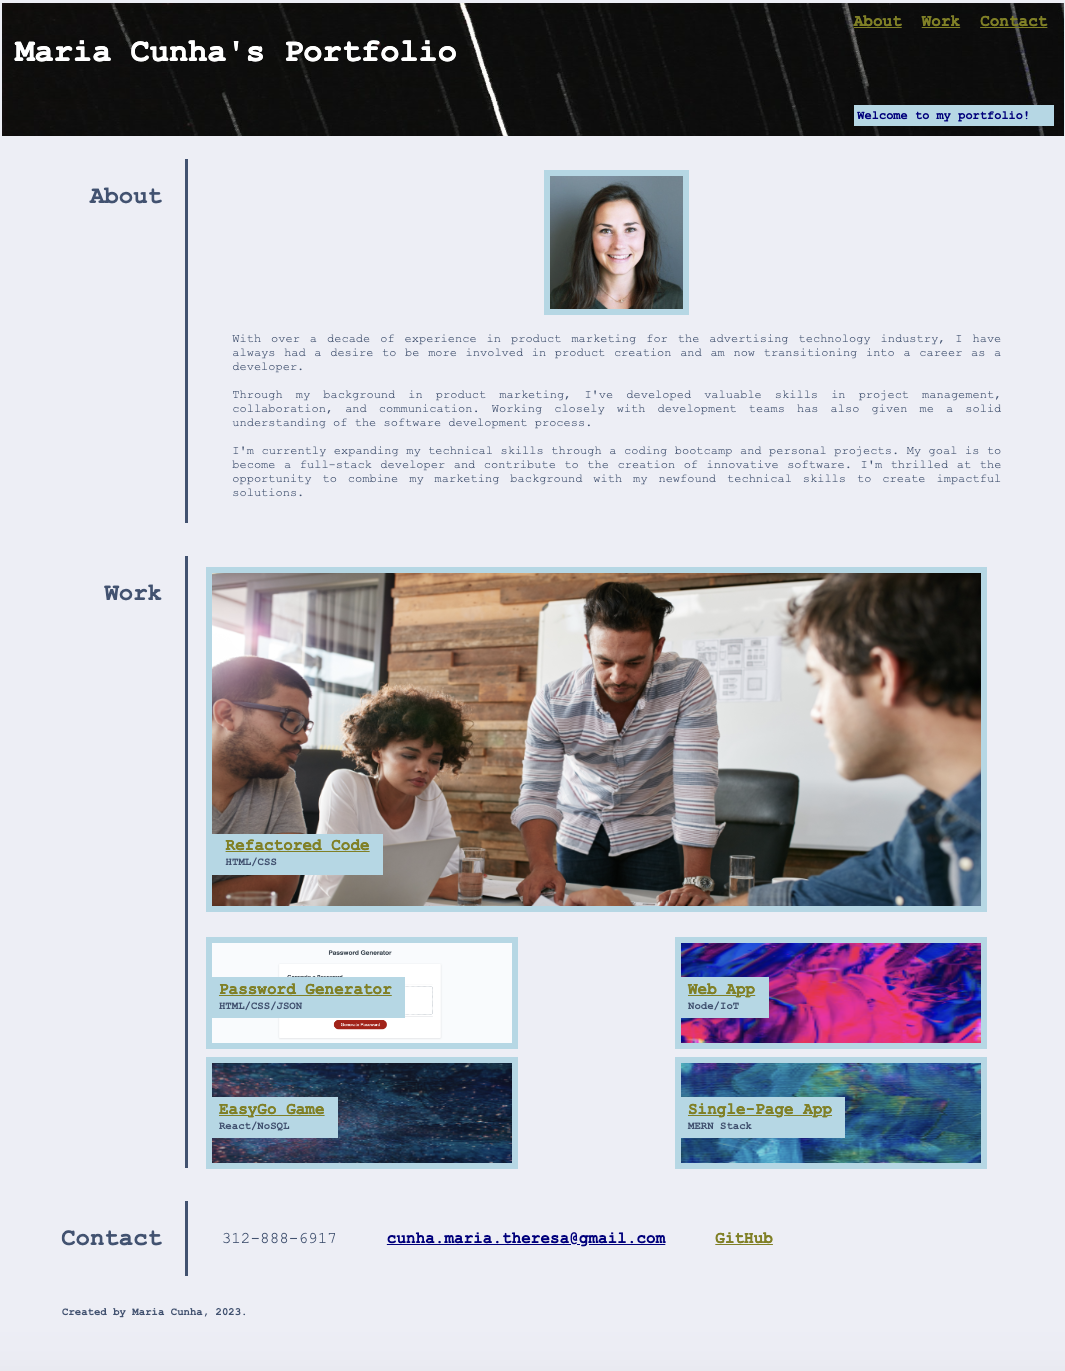 About Work Contact
Maria Cunha's Portfolio
Welcome to my portfolio!
About
With over a decade of experience in product marketing for the advertising technology industry, I have
always had a desire to be more involved in product creation and am now transitioning into a career as a
developer.
Through my background in product marketing, I've developed valuable skills in project management,
collaboration, and communication. Working closely with development teams has also given me a solid
understanding of the software development process.
I'm currently expanding my technical skills through a coding bootcamp and personal projects. My goal is to
become a full-stack developer and contribute to the creation of innovative software. I'm thrilled at the
opportunity to combine my marketing background with my newfound technical skills to create impactful
solutions.
Work
Refactored Code
HTML/CSS
Password Generator
Password Generator
HTML/CSS/JSON
Generate Password
Web App
Node/IoT
EasyGo Game
React/NoSQL
Single-Page App
MERN Stack
Contact
312-888-6917
cunha.maria.theresa@gmail.com
GitHub
Created by Maria Cunha, 2023.